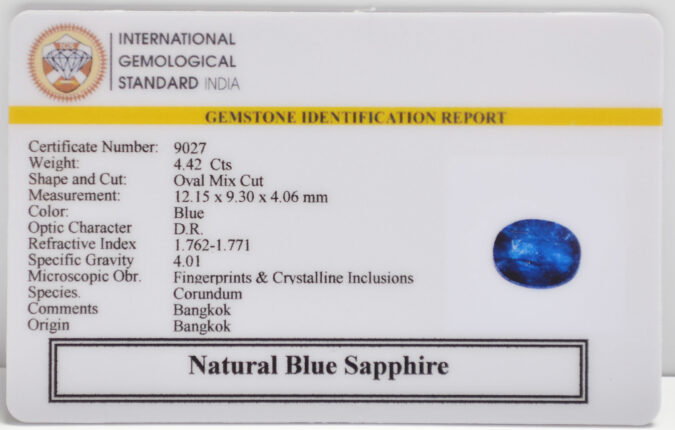 INTERNATIONAL
GEMOLOGICAL
STANDARD INDIA
GEMSTONE IDENTIFICATION REPORT
Certificate Number: 9027
Weight: 4.42 Cts
Shape and Cut: Oval Mix Cut
Measurement: 12.15 x 9.30 x 4.06 mm
Color: Blue
Optic Character D.R.
Refractive Index 1.762-1.771
Specific Gravity 4.01
Microscopic Obr. Fingerprints & Crystalline Inclusions
Species. Corundum
Comments Bangkok
Origin Bangkok
Natural Blue Sapphire